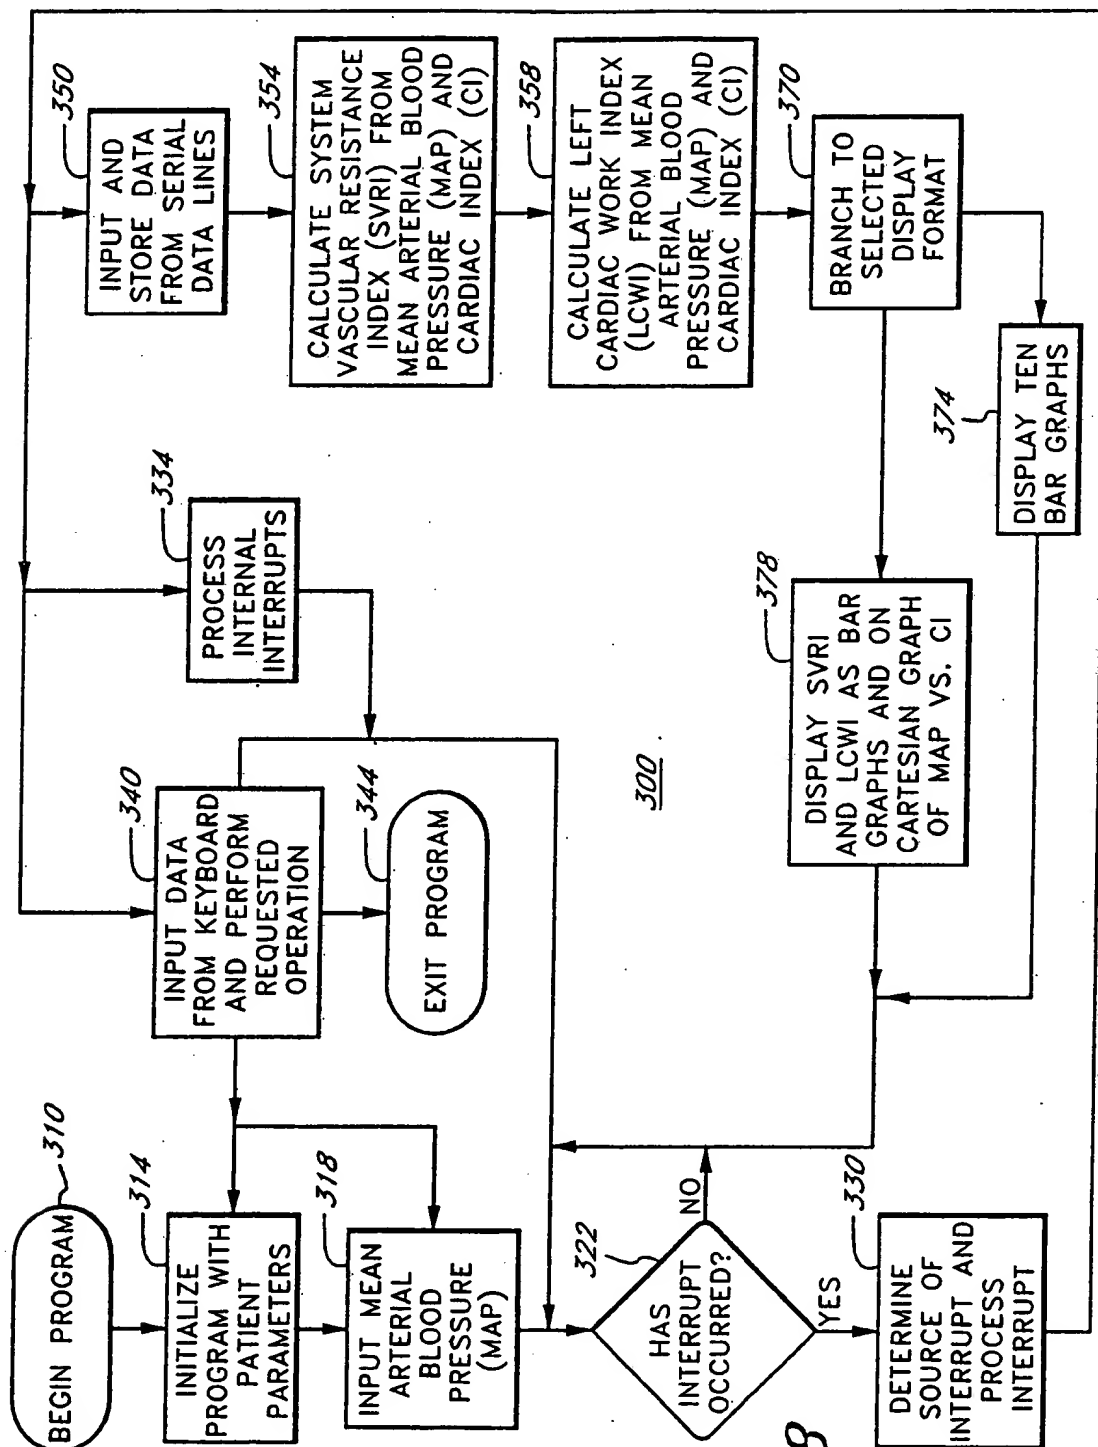 BEGIN PROGRAM
310
INITIALIZE
PROGRAM WITH
PATIENT
PARAMETERS
314
INPUT MEAN
ARTERIAL
BLOOD
PRESSURE
(MAP)
318
HAS
INTERRUPT
OCCURRED?
322
NO
YES
DETERMINE
SOURCE OF
INTERRUPT AND
PROCESS
INTERRUPT
330
INPUT DATA
FROM KEYBOARD
AND PERFORM
REQUESTED
OPERATION
340
EXIT PROGRAM
344
PROCESS
INTERNAL
INTERRUPTS
334
300
INPUT AND
STORE DATA
FROM SERIAL
DATA LINES
350
CALCULATE SYSTEM
VASCULAR RESISTANCE
INDEX (SVRI) FROM
MEAN ARTERIAL BLOOD
PRESSURE (MAP) AND
CARDIAC INDEX (CI)
354
CALCULATE LEFT
CARDIAC WORK INDEX
(LCWI) FROM MEAN
ARTERIAL BLOOD
PRESSURE (MAP) AND
CARDIAC INDEX (CI)
358
BRANCH TO
SELECTED
DISPLAY
FORMAT
370
DISPLAY SVRI
AND LCWI AS BAR
GRAPHS AND ON
CARTESIAN GRAPH
OF MAP VS. CI
378
DISPLAY TEN
BAR GRAPHS
374
8